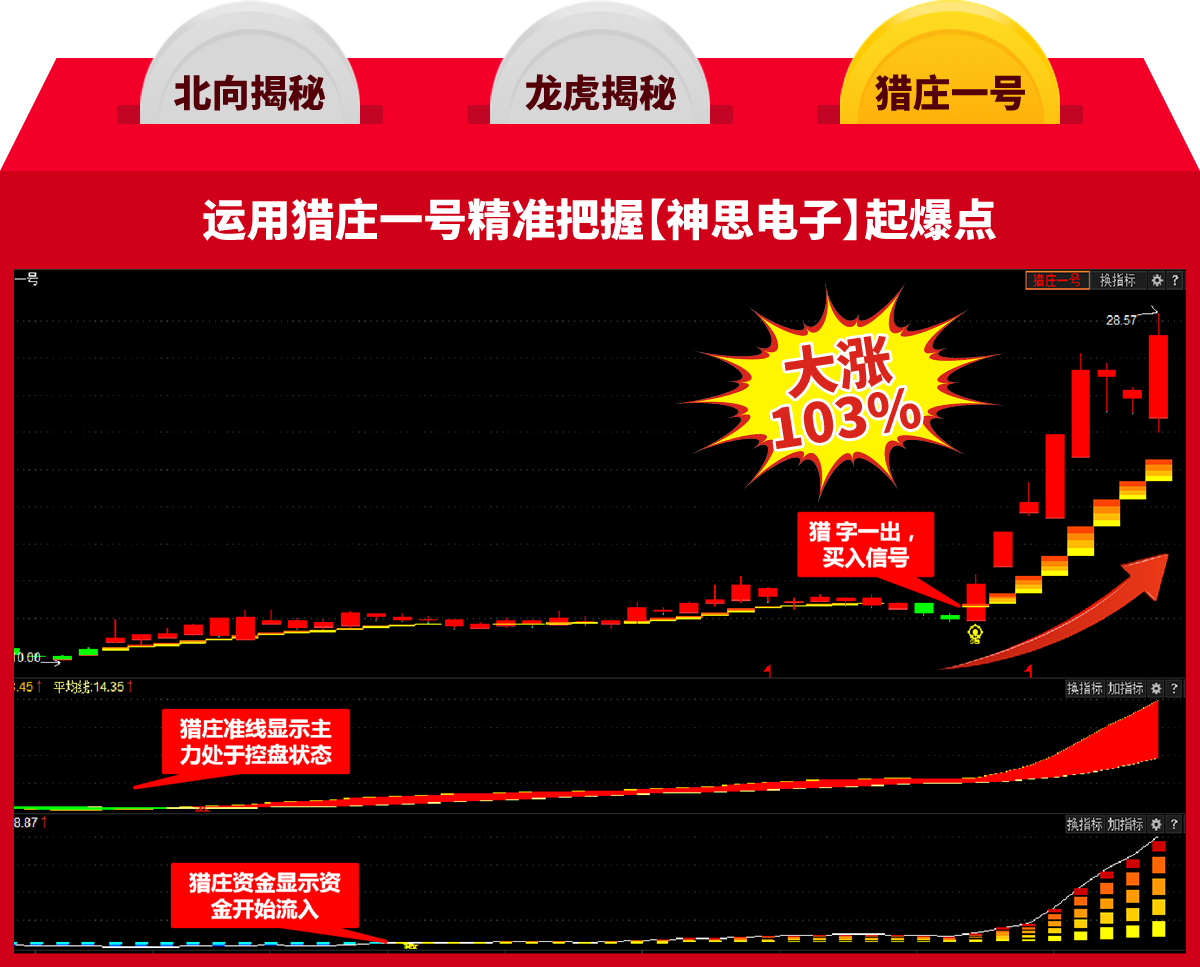 北向揭秘
龙虎揭秘
猎庄一号
运用猎庄一号精准把握【神思电子】起爆点
一号
猎庄一号 换指标 ?
28.57
大涨
103%
猎 字一出，
买入信号
猎
10.00
.45↑ 平均线:14.35↑
换指标 加指标 ?
猎庄准线显示主
力处于控盘状态
8.87↑
换指标 加指标 ?
猎庄资金显示资
金开始流入